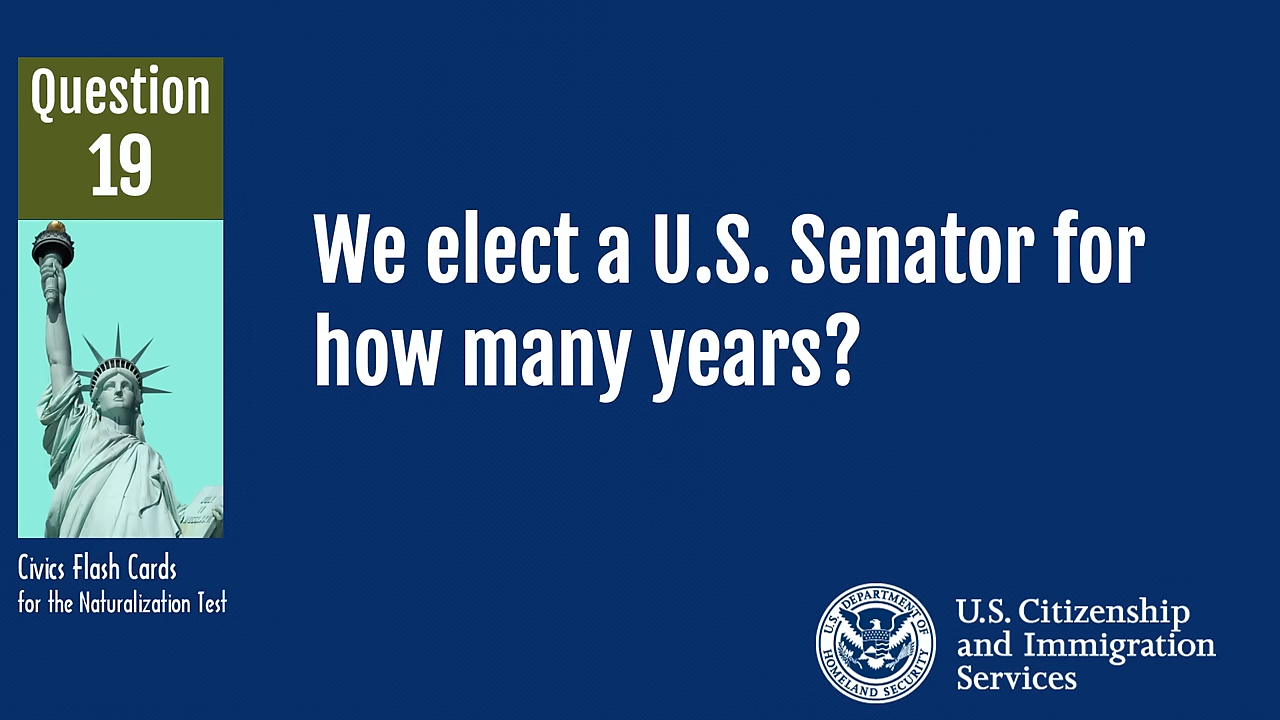 Question
19
We elect a U.S. Senator for
how many years?
Civics Flash Cards
for the Naturalization Test
U.S. DEPARTMENT OF
HOMELAND SECURITY
U.S. Citizenship
and Immigration
Services